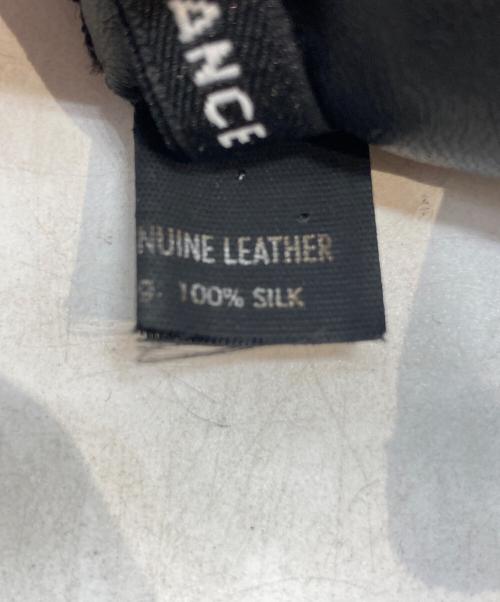 ANCE
NUINE LEATHER
G. 100% SILK